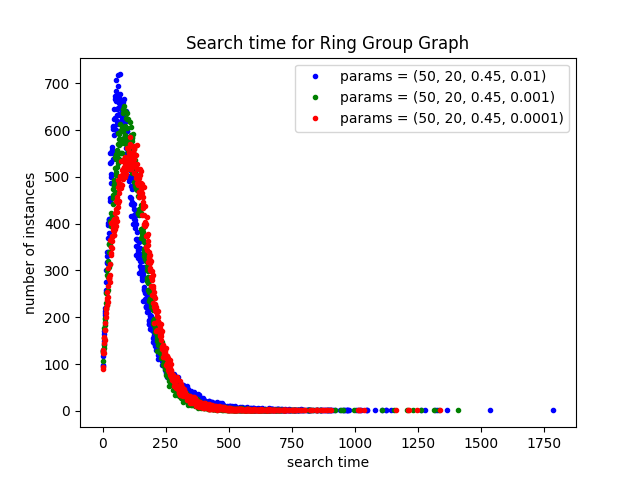 Search time for Ring Group Graph
params = (50, 20, 0.45, 0.01)
params = (50, 20, 0.45, 0.001)
params = (50, 20, 0.45, 0.0001)
number of instances
700
600
500
400
300
200
100
0
0 250 500 750 1000 1250 1500 1750
search time